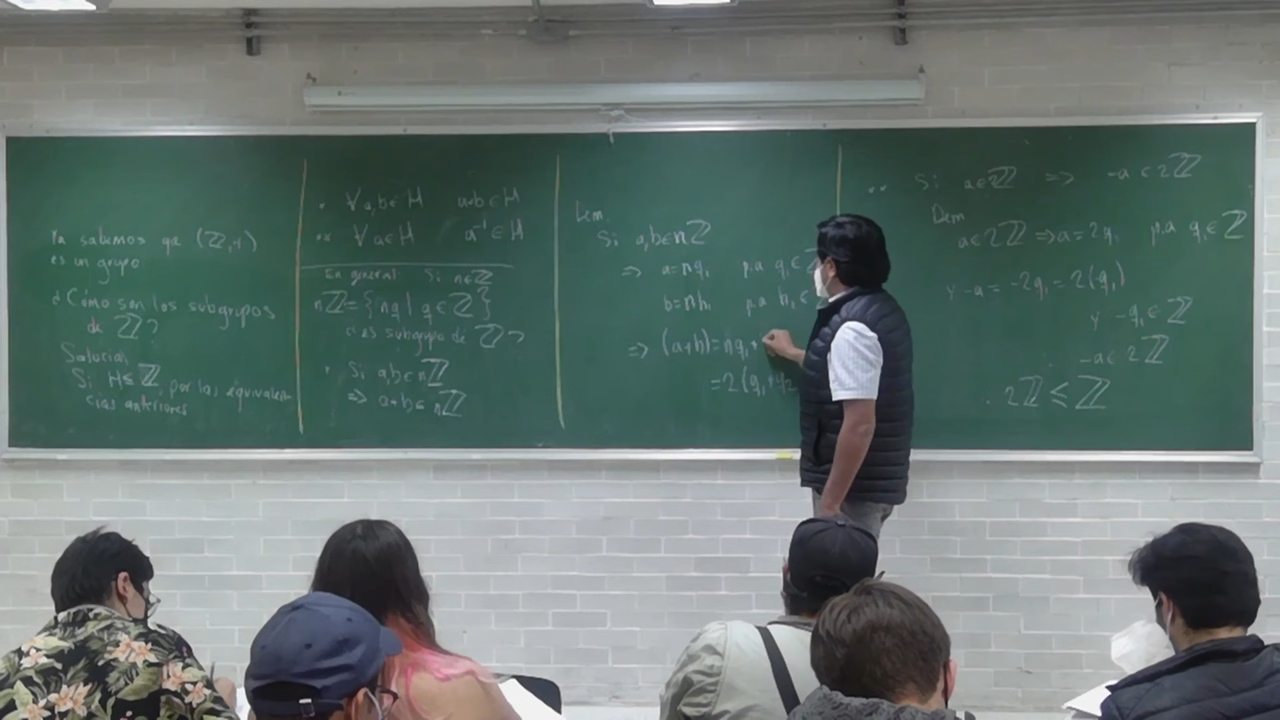 Ya sabemos que (ℤ,+)
es un grupo
¿Cómo son los subgrupos
de ℤ?
Solución
Si H≤ℤ, por las equivalen-
cias anteriores
• ∀a,b∈H a+b∈H
•• ∀a∈H a⁻¹∈H
En general: Si n∈ℤ
nℤ={nq | q∈ℤ}
¿ es subgrupo de ℤ?
• Si a,b∈nℤ
⇒ a+b∈nℤ
Dem.
Si a,b∈nℤ
⇒ a=nq₁ p.a q₁∈ℤ
b=nh₁ p.a h₁∈
⇒ (a+b)=nq₁+
=2(q₁+q₂
•• Si a∈2ℤ ⇒ -a∈2ℤ
Dem
a∈2ℤ ⇒ a=2q₁ p.a q₁∈ℤ
y -a=-2q₁=2(q₁)
y -q₁∈ℤ
-a∈2ℤ
∴ 2ℤ≤ℤ